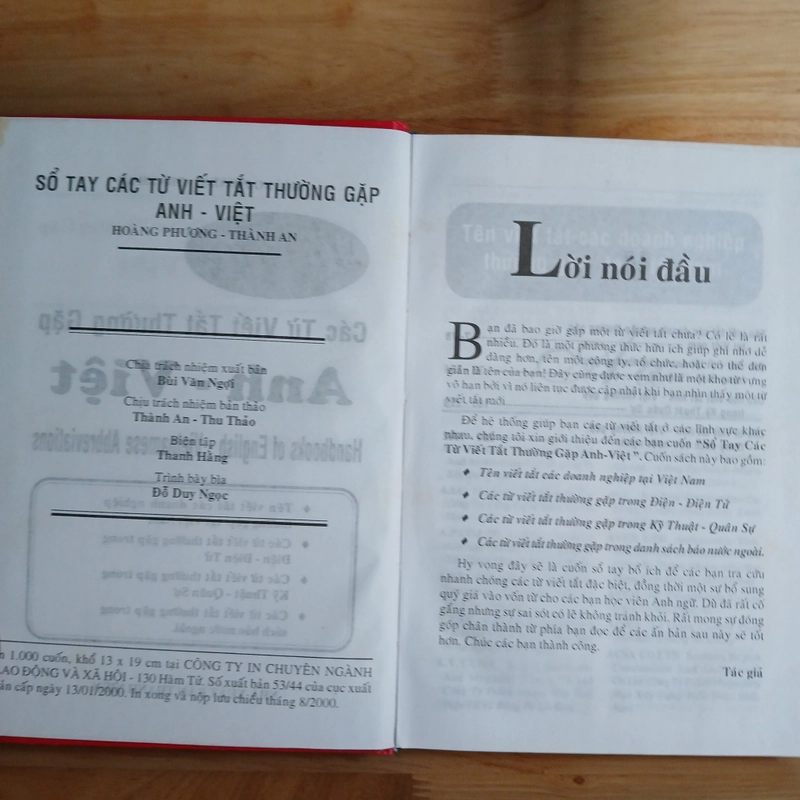 SỔ TAY CÁC TỪ VIẾT TẮT THƯỜNG GẶP
ANH - VIỆT
HOÀNG PHƯƠNG - THÀNH AN
Chịu trách nhiệm xuất bản
Bùi Văn Ngợi
Chịu trách nhiệm bản thảo
Thành An - Thu Thảo
Biên tập
Thanh Hằng
Trình bày bìa
Đỗ Duy Ngọc
1.000 cuốn, khổ 13 x 19 cm tại CÔNG TY IN CHUYÊN NGÀNH
ĐỘNG VÀ XÃ HỘI - 130 Hàm Tử. Số xuất bản 53/44 của cục xuất
cấp ngày 13/01/2000. In xong và nộp lưu chiểu tháng 8/2000.
Lời nói đầu
Bạn đã bao giờ gặp một từ viết tắt chưa? Có lẽ là rất
nhiều. Đó là một phương thức hữu ích giúp ghi nhớ dễ
dàng hơn, tên một công ty, tổ chức, hoặc có thể đơn
giản là tên của bạn! Đây cũng được xem như là một kho từ vựng
vô hạn bởi vì nó liên tục được cập nhật khi bạn nhìn thấy một từ
viết tắt mới.
Để hệ thống giúp bạn các từ viết tắt ở các lĩnh vực khác
nhau, chúng tôi xin giới thiệu đến các bạn cuốn "Sổ Tay Các
Từ Viết Tắt Thường Gặp Anh-Việt". Cuốn sách này bao gồm:
♦ Tên viết tắt các doanh nghiệp tại Việt Nam
♦ Các từ viết tắt thường gặp trong Điện - Điện Tử
♦ Các từ viết tắt thường gặp trong Kỹ Thuật - Quân Sự
♦ Các từ viết tắt thường gặp trong danh sách báo nước ngoài.
Hy vọng đây sẽ là cuốn sổ tay bổ ích để các bạn tra cứu
nhanh chóng các từ viết tắt đặc biệt, đồng thời một sự bổ sung
quý giá vào vốn từ cho các bạn học viên Anh ngữ. Dù đã rất cố
gắng nhưng sự sai sót có lẽ không tránh khỏi. Rất mong sự đóng
góp chân thành từ phía bạn đọc để các ấn bản sau này sẽ tốt
hơn. Chúc các bạn thành công.
Tác giả